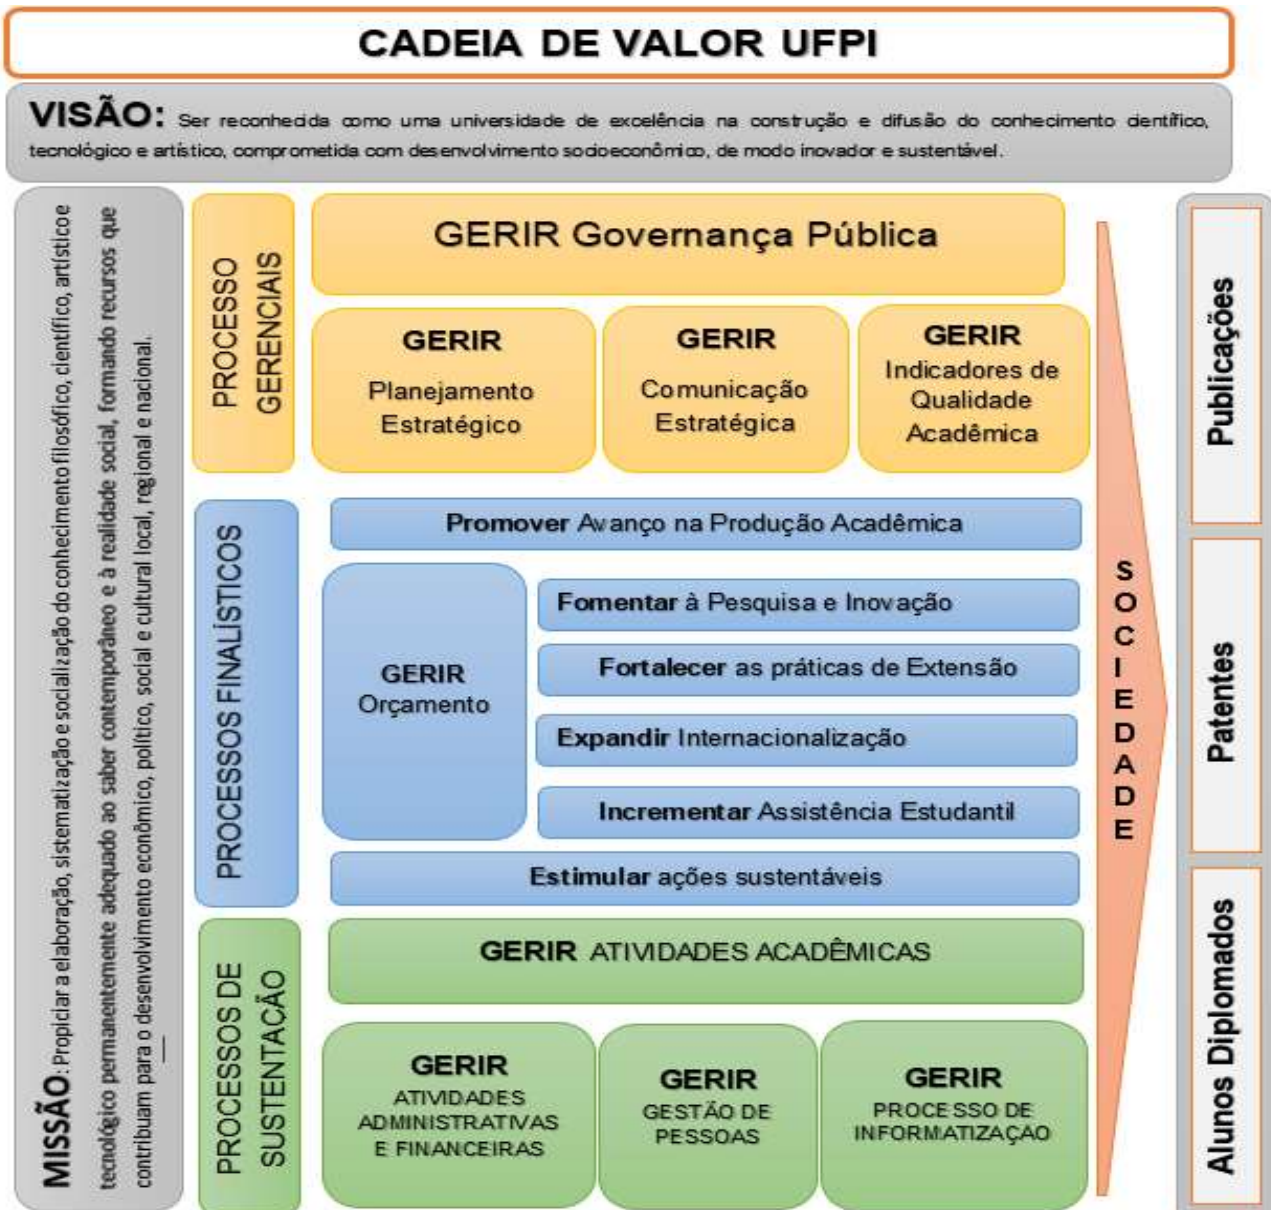 CADEIA DE VALOR UFPI
VISÃO: Ser reconhecida como uma universidade de excelência na construção e difusão do conhecimento científico,
tecnológico e artístico, comprometida com desenvolvimento socioeconômico, de modo inovador e sustentável.
MISSÃO: Propiciar a elaboração, sistematização e socialização do conhecimento filosófico, científico, artístico e
tecnológico permanentemente adequado ao saber contemporâneo e à realidade social, formando recursos que
contribuam para o desenvolvimento econômico, político, social e cultural local, regional e nacional.
PROCESSO
GERENCIAIS
GERIR Governança Pública
GERIR
Planejamento
Estratégico
GERIR
Comunicação
Estratégica
GERIR
Indicadores de
Qualidade
Acadêmica
PROCESSOS FINALÍSTICOS
Promover Avanço na Produção Acadêmica
GERIR
Orçamento
Fomentar à Pesquisa e Inovação
Fortalecer as práticas de Extensão
Expandir Internacionalização
Incrementar Assistência Estudantil
Estimular ações sustentáveis
PROCESSOS DE
SUSTENTAÇÃO
GERIR ATIVIDADES ACADÊMICAS
GERIR
ATIVIDADES
ADMINISTRATIVAS
E FINANCEIRAS
GERIR
GESTÃO DE
PESSOAS
GERIR
PROCESSO DE
INFORMATIZAÇAO
SOCIEDADE
Publicações
Patentes
Alunos Diplomados